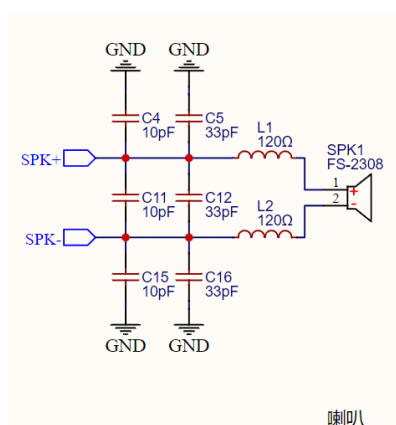 GND GND
C4 C5
10pF 33pF
L1
120Ω
SPK1
FS-2308
SPK+
1 +
2 -
C11 C12
10pF 33pF
L2
120Ω
SPK-
C15 C16
10pF 33pF
GND GND
喇叭